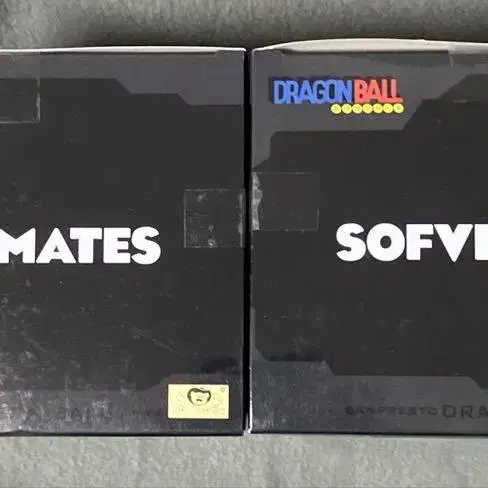 DRAGON BALL
MATES
SOFVI
BANPRESTO DRA